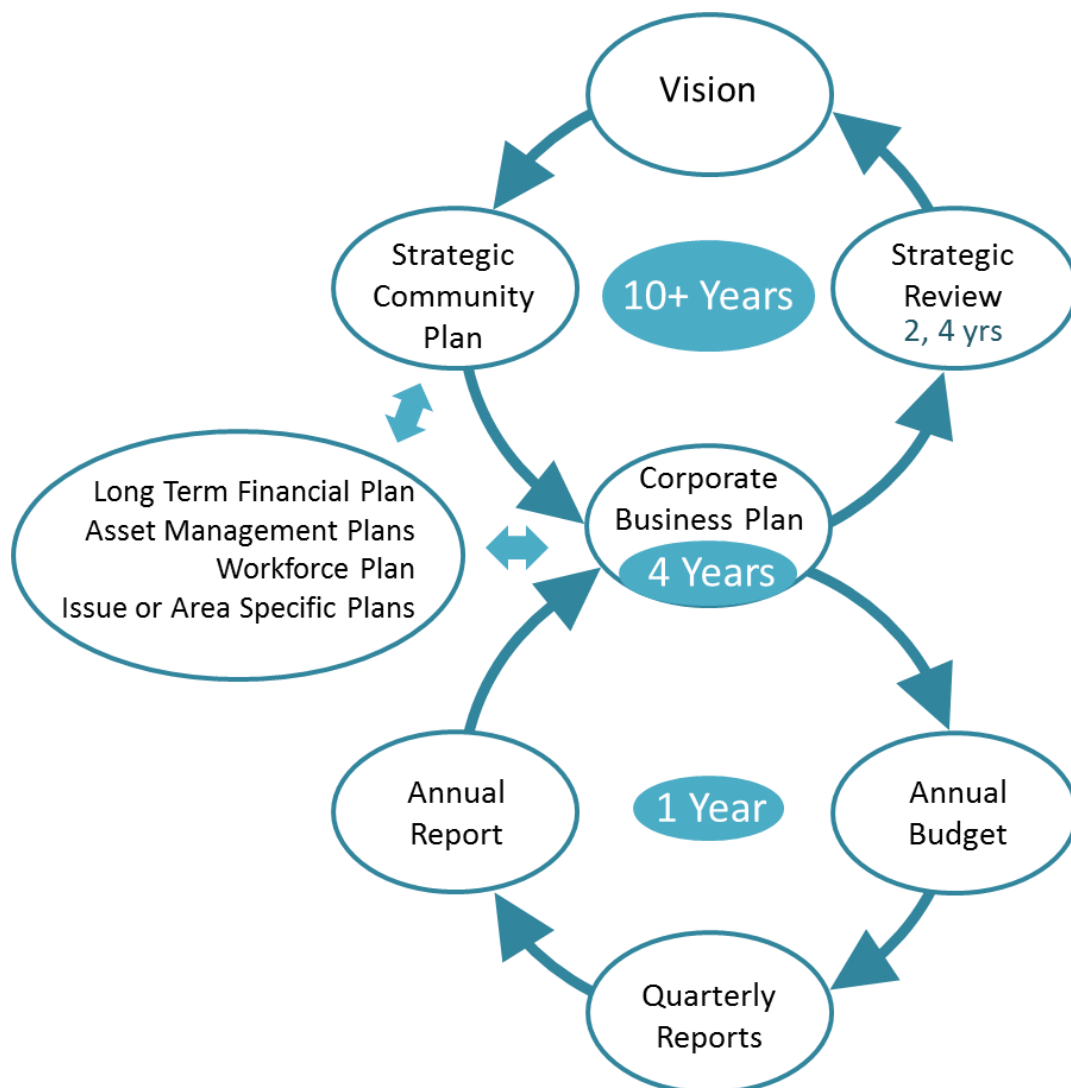 Vision
Strategic
Community
Plan
10+ Years
Strategic
Review
2, 4 yrs
Long Term Financial Plan
Asset Management Plans
Workforce Plan
Issue or Area Specific Plans
Corporate
Business Plan
4 Years
Annual
Report
1 Year
Annual
Budget
Quarterly
Reports